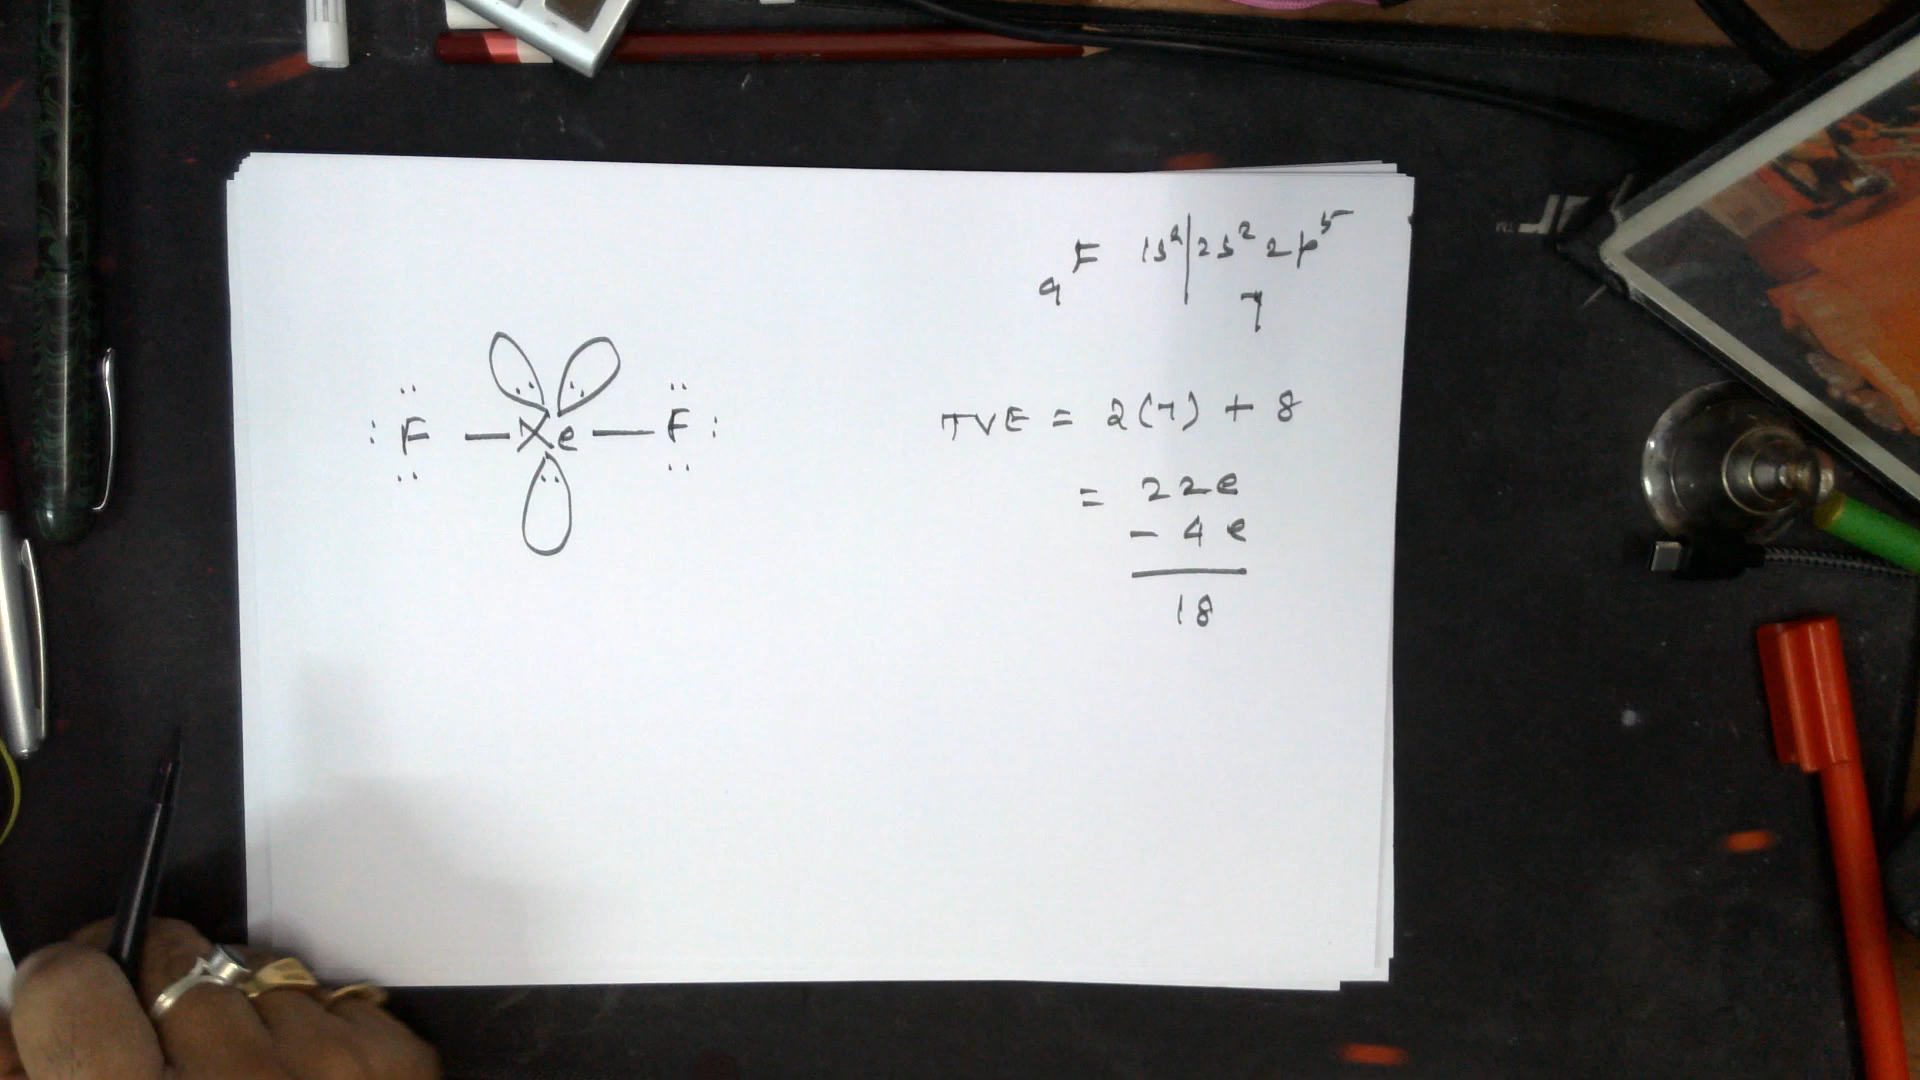 ₉F 1s²|2s² 2p⁵
7
:F̤̈ — Xe — F̤̈:
TVE = 2(7) + 8
= 22e
- 4e
18